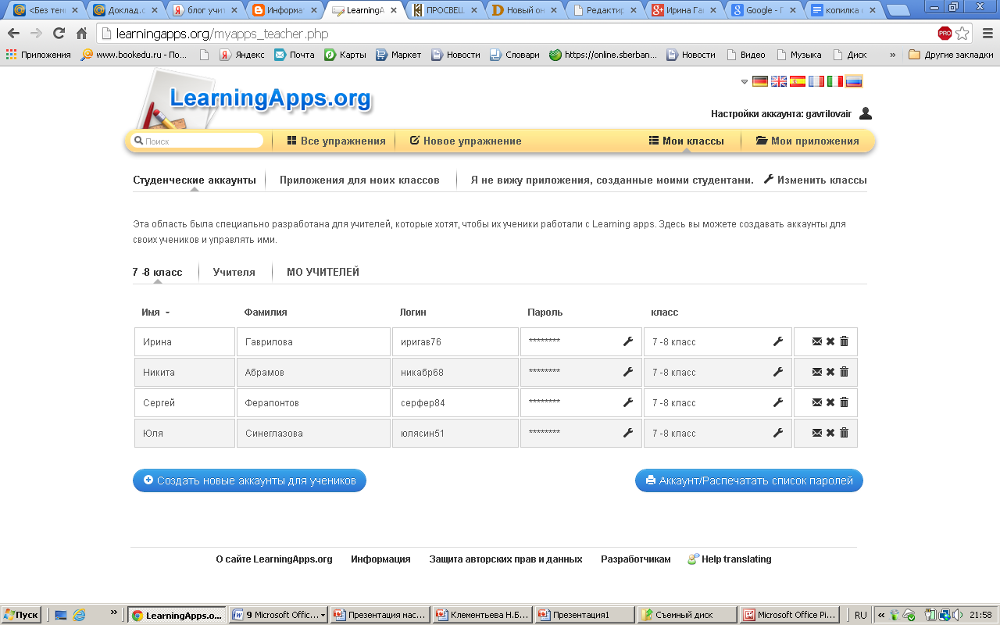 <Без тем
Доклад.c
блог учит
Информат
LearningA
ПРОСВЕЩ
Новый он
Редактир
Ирина Гав
Google - П
копилка с
learningapps.org/myapps_teacher.php
PRO
Приложения
www.bookedu.ru - По...
Яндекс
Почта
Карты
Маркет
Новости
Словари
https://online.sberban...
Новости
Видео
Музыка
Диск
»
Другие закладки
LearningApps.org
Настройки аккаунта: gavrilovair
Поиск
Все упражнения
Новое упражнение
Мои классы
Мои приложения
Студенческие аккаунты
Приложения для моих классов
Я не вижу приложения, созданные моими студентами.
Изменить классы
Эта область была специально разработана для учителей, которые хотят, чтобы их ученики работали с Learning apps. Здесь вы можете создавать аккаунты для
своих учеников и управлять ими.
7 -8 класс
Учителя
МО УЧИТЕЛЕЙ
Имя Фамилия Логин Пароль класс
Ирина Гаврилова иригав76 ******** 7 -8 класс
Никита Абрамов никабр68 ******** 7 -8 класс
Сергей Ферапонтов серфер84 ******** 7 -8 класс
Юля Синеглазова юлясин51 ******** 7 -8 класс
Создать новые аккаунты для учеников
Аккаунт/Распечатать список паролей
О сайте LearningApps.org
Информация
Защита авторских прав и данных
Разработчикам
Help translating
Пуск
»
LearningApps.o...
9 Microsoft Office...
Презентация мас...
Клементьева Н.Б...
Презентация1
Съемный диск
Microsoft Office Pi...
RU
«
21:58